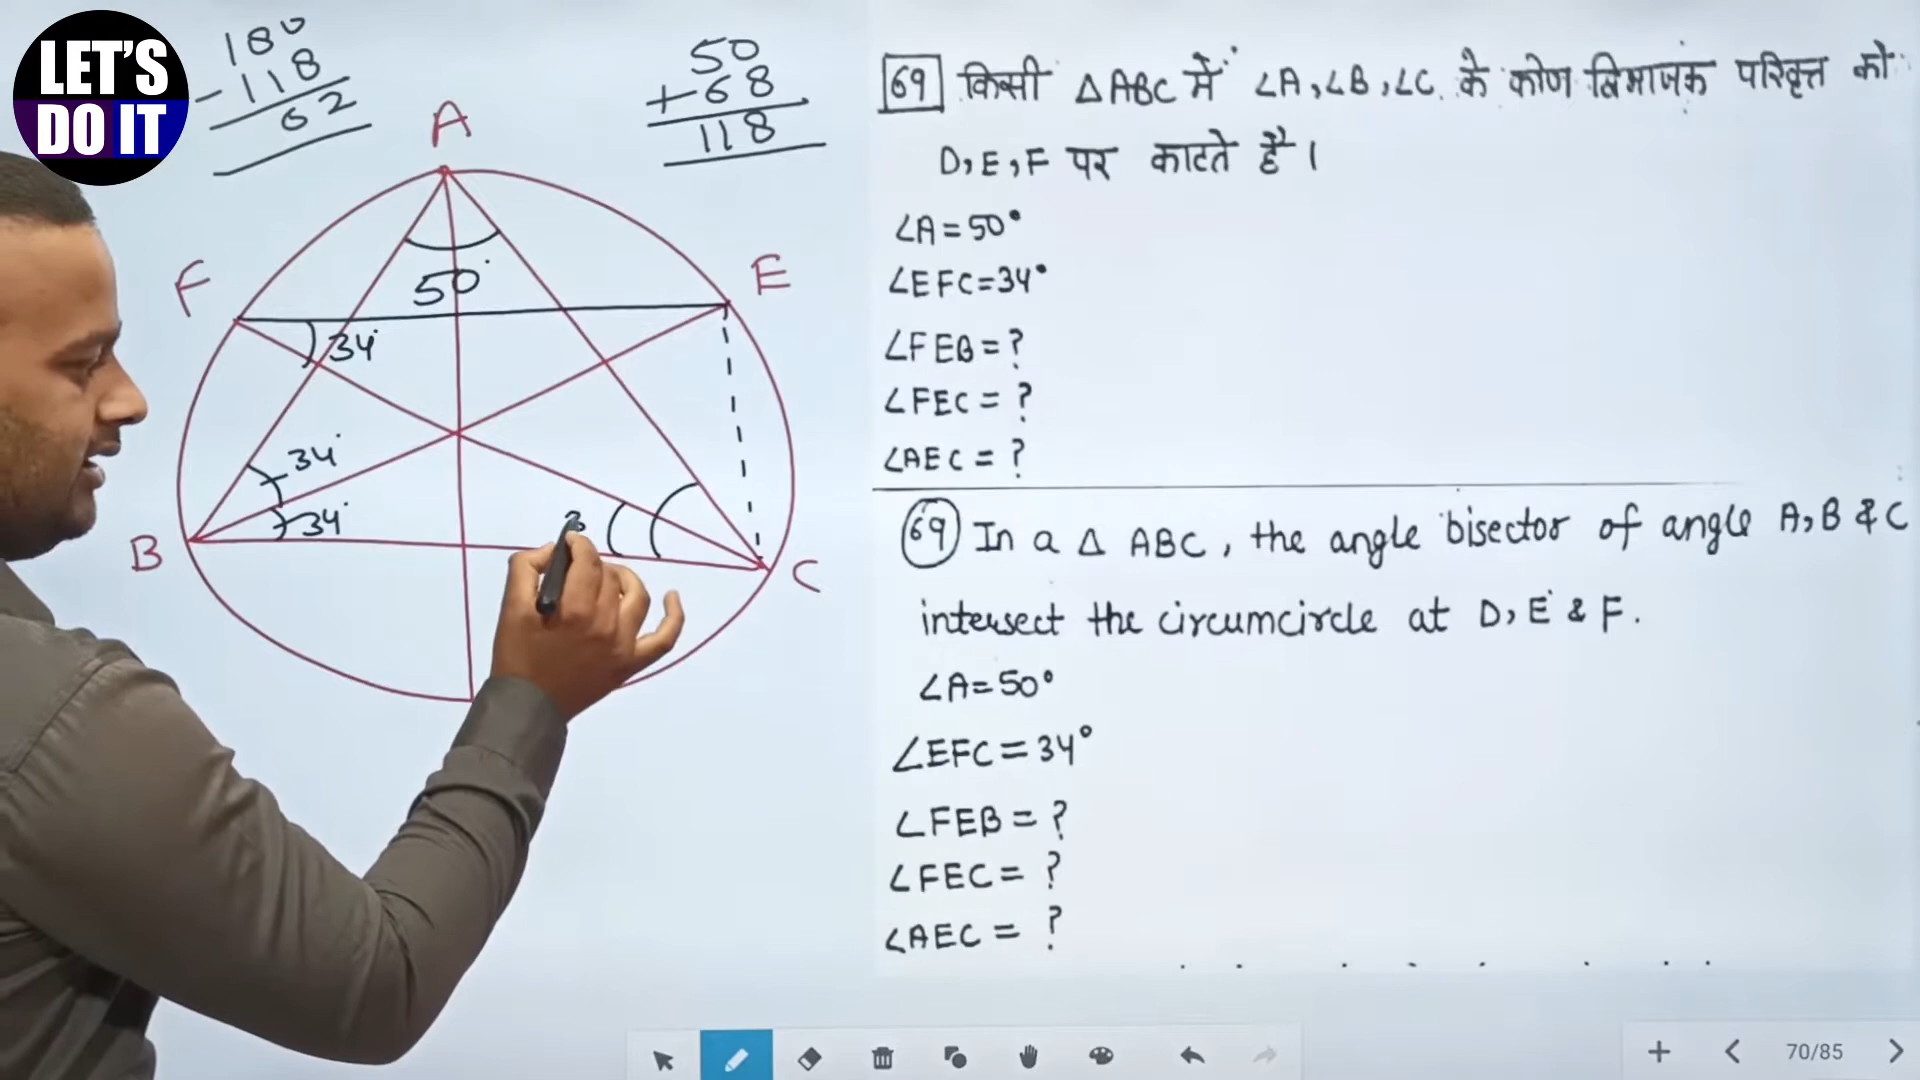 LET'S
DO IT
180
-118
62
50
+68
118
A
F
E
50°
34°
34°
34°
3
B
C
69 किसी ΔABC में ∠A,∠B,∠C. के कोण विभाजक परिवृत्त को
D,E,F पर काटते है।
∠A=50°
∠EFC=34°
∠FEB=?
∠FEC=?
∠AEC=?
69 In a Δ ABC, the angle bisector of angle A,B & C
intersect the circumcircle at D,E & F.
∠A=50°
∠EFC=34°
∠FEB=?
∠FEC=?
∠AEC=?
70/85